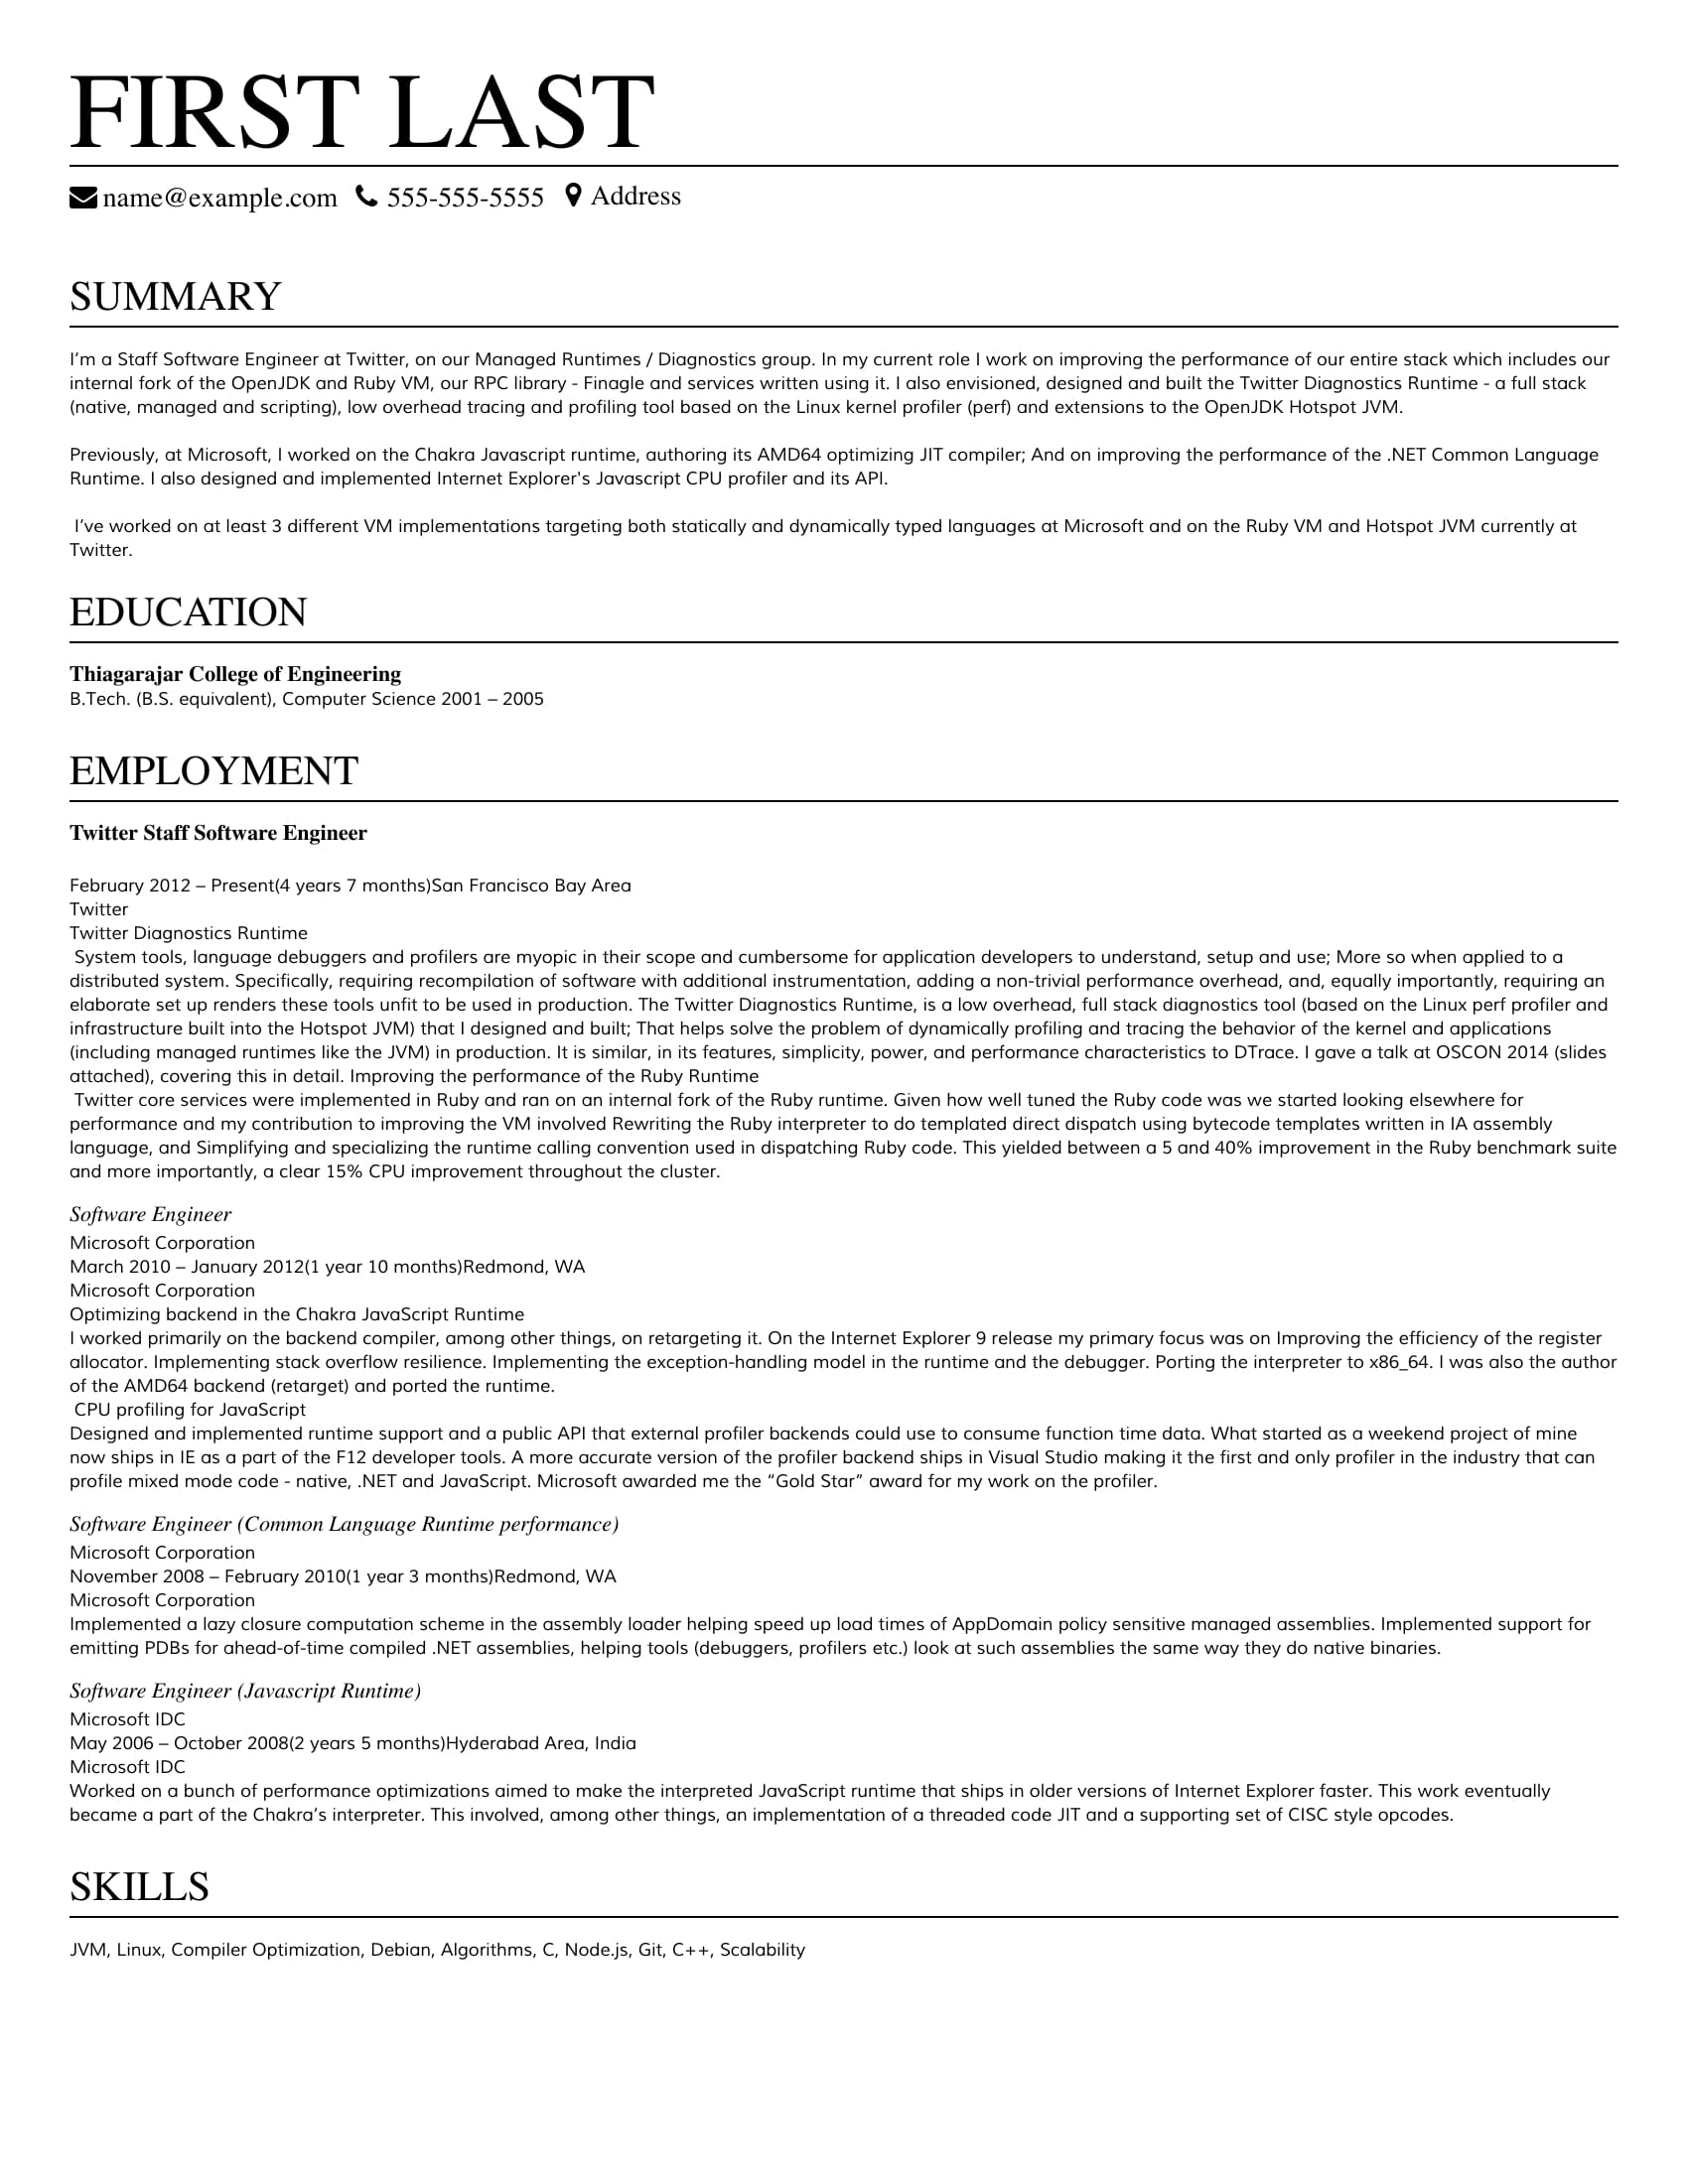 FIRST LAST
name@example.com 555-555-5555 Address
SUMMARY
I’m a Staff Software Engineer at Twitter, on our Managed Runtimes / Diagnostics group. In my current role I work on improving the performance of our entire stack which includes our
internal fork of the OpenJDK and Ruby VM, our RPC library - Finagle and services written using it. I also envisioned, designed and built the Twitter Diagnostics Runtime - a full stack
(native, managed and scripting), low overhead tracing and profiling tool based on the Linux kernel profiler (perf) and extensions to the OpenJDK Hotspot JVM.
Previously, at Microsoft, I worked on the Chakra Javascript runtime, authoring its AMD64 optimizing JIT compiler; And on improving the performance of the .NET Common Language
Runtime. I also designed and implemented Internet Explorer's Javascript CPU profiler and its API.
I’ve worked on at least 3 different VM implementations targeting both statically and dynamically typed languages at Microsoft and on the Ruby VM and Hotspot JVM currently at
Twitter.
EDUCATION
Thiagarajar College of Engineering
B.Tech. (B.S. equivalent), Computer Science 2001 – 2005
EMPLOYMENT
Twitter Staff Software Engineer
February 2012 – Present(4 years 7 months)San Francisco Bay Area
Twitter
Twitter Diagnostics Runtime
System tools, language debuggers and profilers are myopic in their scope and cumbersome for application developers to understand, setup and use; More so when applied to a
distributed system. Specifically, requiring recompilation of software with additional instrumentation, adding a non-trivial performance overhead, and, equally importantly, requiring an
elaborate set up renders these tools unfit to be used in production. The Twitter Diagnostics Runtime, is a low overhead, full stack diagnostics tool (based on the Linux perf profiler and
infrastructure built into the Hotspot JVM) that I designed and built; That helps solve the problem of dynamically profiling and tracing the behavior of the kernel and applications
(including managed runtimes like the JVM) in production. It is similar, in its features, simplicity, power, and performance characteristics to DTrace. I gave a talk at OSCON 2014 (slides
attached), covering this in detail. Improving the performance of the Ruby Runtime
Twitter core services were implemented in Ruby and ran on an internal fork of the Ruby runtime. Given how well tuned the Ruby code was we started looking elsewhere for
performance and my contribution to improving the VM involved Rewriting the Ruby interpreter to do templated direct dispatch using bytecode templates written in IA assembly
language, and Simplifying and specializing the runtime calling convention used in dispatching Ruby code. This yielded between a 5 and 40% improvement in the Ruby benchmark suite
and more importantly, a clear 15% CPU improvement throughout the cluster.
Software Engineer
Microsoft Corporation
March 2010 – January 2012(1 year 10 months)Redmond, WA
Microsoft Corporation
Optimizing backend in the Chakra JavaScript Runtime
I worked primarily on the backend compiler, among other things, on retargeting it. On the Internet Explorer 9 release my primary focus was on Improving the efficiency of the register
allocator. Implementing stack overflow resilience. Implementing the exception-handling model in the runtime and the debugger. Porting the interpreter to x86_64. I was also the author
of the AMD64 backend (retarget) and ported the runtime.
CPU profiling for JavaScript
Designed and implemented runtime support and a public API that external profiler backends could use to consume function time data. What started as a weekend project of mine
now ships in IE as a part of the F12 developer tools. A more accurate version of the profiler backend ships in Visual Studio making it the first and only profiler in the industry that can
profile mixed mode code - native, .NET and JavaScript. Microsoft awarded me the “Gold Star” award for my work on the profiler.
Software Engineer (Common Language Runtime performance)
Microsoft Corporation
November 2008 – February 2010(1 year 3 months)Redmond, WA
Microsoft Corporation
Implemented a lazy closure computation scheme in the assembly loader helping speed up load times of AppDomain policy sensitive managed assemblies. Implemented support for
emitting PDBs for ahead-of-time compiled .NET assemblies, helping tools (debuggers, profilers etc.) look at such assemblies the same way they do native binaries.
Software Engineer (Javascript Runtime)
Microsoft IDC
May 2006 – October 2008(2 years 5 months)Hyderabad Area, India
Microsoft IDC
Worked on a bunch of performance optimizations aimed to make the interpreted JavaScript runtime that ships in older versions of Internet Explorer faster. This work eventually
became a part of the Chakra’s interpreter. This involved, among other things, an implementation of a threaded code JIT and a supporting set of CISC style opcodes.
SKILLS
JVM, Linux, Compiler Optimization, Debian, Algorithms, C, Node.js, Git, C++, Scalability